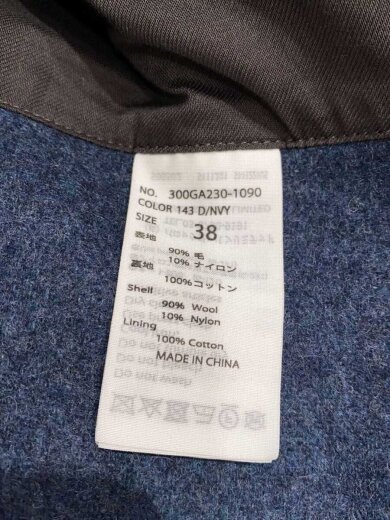 NO. 300GA230-1090
COLOR 143 D/NVY
SIZE 38
表地
90% 毛
10% ナイロン
裏地
100%コットン
Shell
90% Wool
10% Nylon
Lining
100% Cotton
MADE IN CHINA